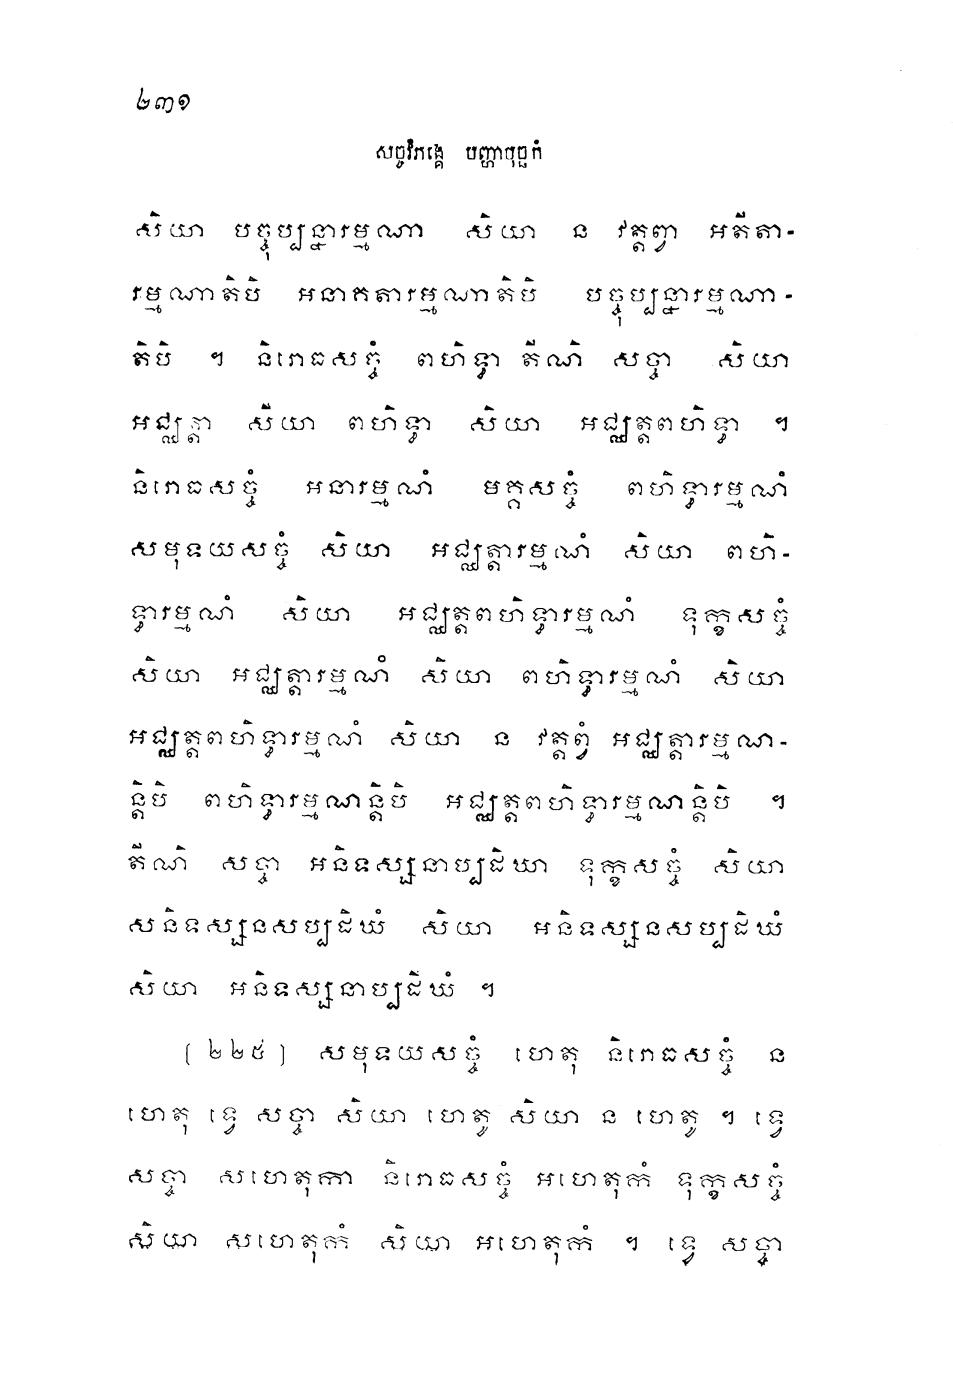 ២៣១
សច្ចវិភង្គេ បញ្ហាបុច្ឆកំ
សិយា បច្ចុប្បន្នារម្មណា សិយា ន វត្តព្វា អតីតា-
រម្មណាតិបិ អនាគតារម្មណាតិបិ បច្ចុប្បន្នារម្មណា-
តិបិ ។ និរោធសច្ចំ ពហិទ្ធា តីណិ សច្ចា សិយា
អជ្ឈត្តា សិយា ពហិទ្ធា សិយា អជ្ឈត្តពហិទ្ធា ។
និរោធសច្ចំ អនារម្មណំ មគ្គសច្ចំ ពហិទ្ធារម្មណំ
សមុទយសច្ចំ សិយា អជ្ឈត្តារម្មណំ សិយា ពហិ-
ទ្ធារម្មណំ សិយា អជ្ឈត្តពហិទ្ធារម្មណំ ទុក្ខសច្ចំ
សិយា អជ្ឈត្តារម្មណំ សិយា ពហិទ្ធារម្មណំ សិយា
អជ្ឈត្តពហិទ្ធារម្មណំ សិយា ន វត្តព្វំ អជ្ឈត្តារម្មណ-
ន្តិបិ ពហិទ្ធារម្មណន្តិបិ អជ្ឈត្តពហិទ្ធារម្មណន្តិបិ ។
តីណិ សច្ចា អនិទស្សនាប្បដិឃា ទុក្ខសច្ចំ សិយា
សនិទស្សនសប្បដិឃំ សិយា អនិទស្សនសប្បដិឃំ
សិយា អនិទស្សនាប្បដិឃំ ។
[២២៥] សមុទយសច្ចំ ហេតុ និរោធសច្ចំ ន
ហេតុ ទ្វេ សច្ចា សិយា ហេតូ សិយា ន ហេតូ ។ ទ្វេ
សច្ចា សហេតុកា និរោធសច្ចំ អហេតុកំ ទុក្ខសច្ចំ
សិយា សហេតុកំ សិយា អហេតុកំ ។ ទ្វេ សច្ចា